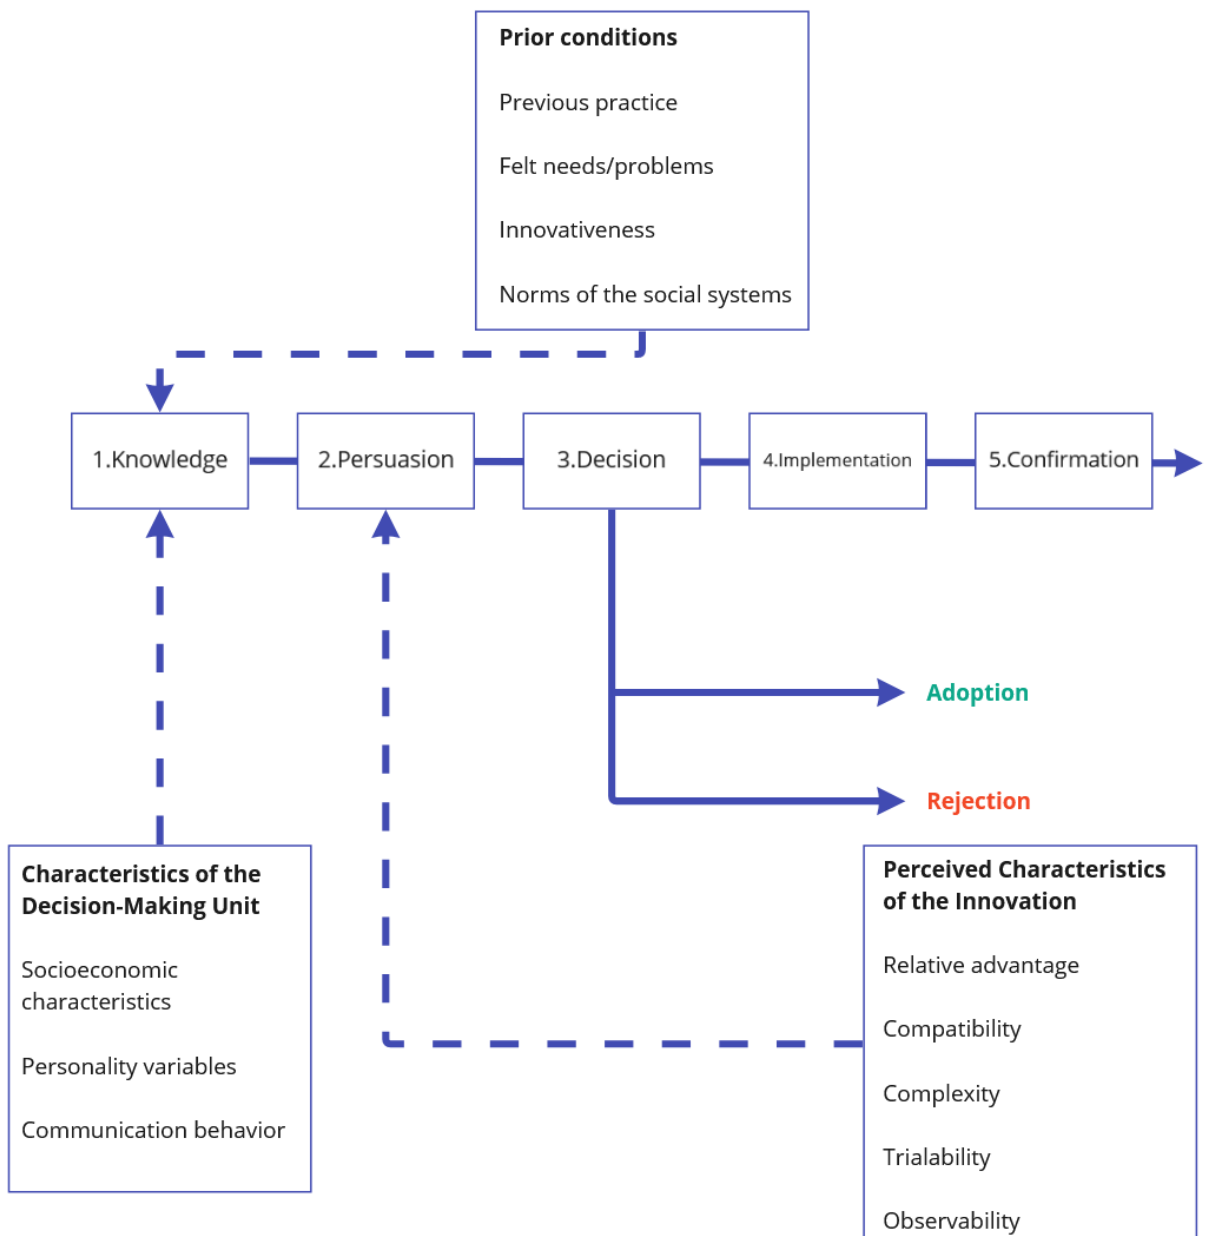 Prior conditions
Previous practice
Felt needs/problems
Innovativeness
Norms of the social systems
1.Knowledge
2.Persuasion
3.Decision
4.Implementation
5.Confirmation
Adoption
Rejection
Characteristics of the
Decision-Making Unit
Socioeconomic
characteristics
Personality variables
Communication behavior
Perceived Characteristics
of the Innovation
Relative advantage
Compatibility
Complexity
Trialability
Observability